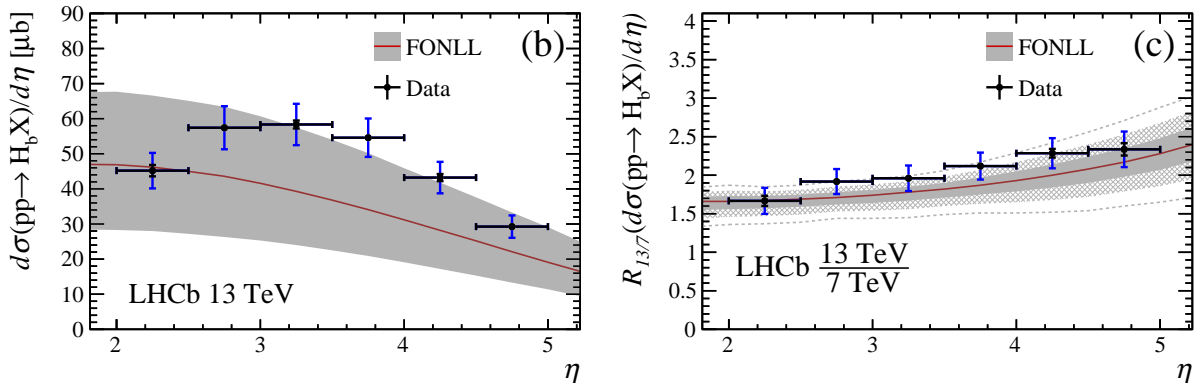 dσ(pp→ H_bX)/dη [μb]
90
80
70
60
50
40
30
20
10
0
(b)
FONLL
Data
LHCb 13 TeV
2
3
4
5
η
R_13/7(dσ(pp→ H_bX)/dη)
4
3.5
3
2.5
2
1.5
1
0.5
0
(c)
FONLL
Data
LHCb 13 TeV
7 TeV
2
3
4
5
η